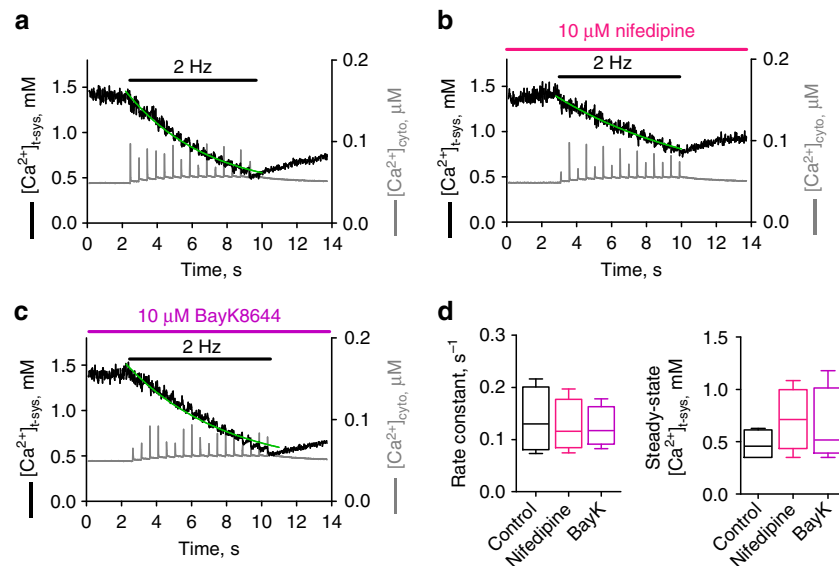 a
2 Hz
[Ca²⁺]t-sys, mM
1.5
1.0
0.5
0.0
0.2
0.1
0.0
[Ca²⁺]cyto, μM
0 2 4 6 8 10 12 14
Time, s
b
10 μM nifedipine
2 Hz
[Ca²⁺]t-sys, mM
1.5
1.0
0.5
0.0
0.2
0.1
0.0
[Ca²⁺]cyto, μM
0 2 4 6 8 10 12 14
Time, s
c
10 μM BayK8644
2 Hz
[Ca²⁺]t-sys, mM
1.5
1.0
0.5
0.0
0.2
0.1
0.0
[Ca²⁺]cyto, μM
0 2 4 6 8 10 12 14
Time, s
d
Rate constant, s⁻¹
0.3
0.2
0.1
0.0
Control
Nifedipine
BayK
Steady-state
[Ca²⁺]t-sys, mM
1.5
1.0
0.5
0.0
Control
Nifedipine
BayK